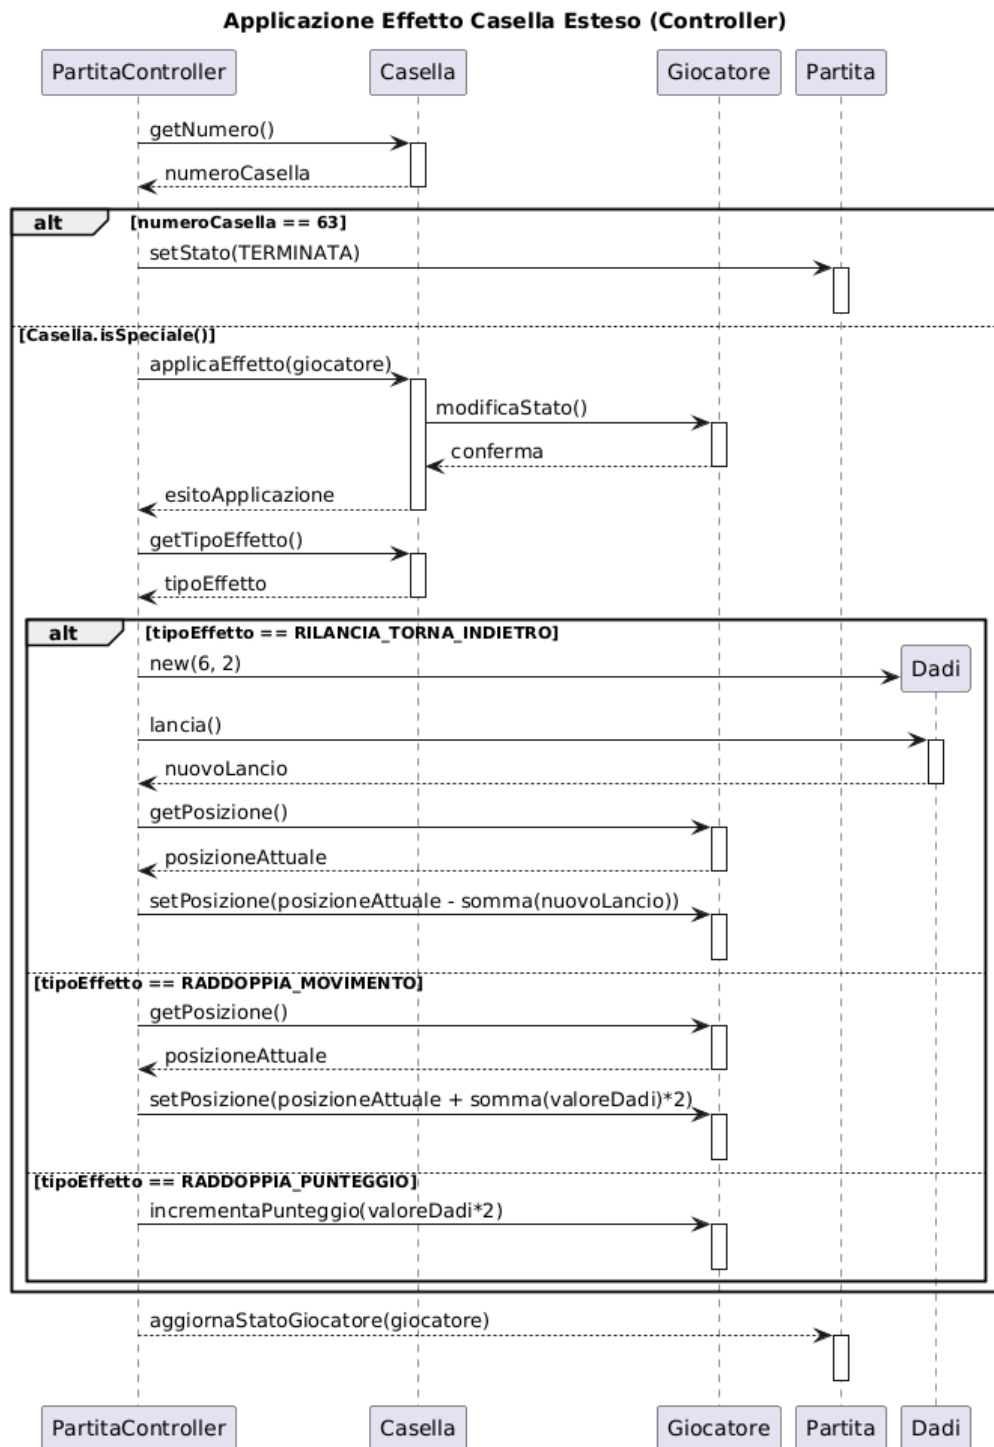 Applicazione Effetto Casella Esteso (Controller)
PartitaController Casella Giocatore Partita
getNumero()
numeroCasella
alt [numeroCasella == 63]
setStato(TERMINATA)
[Casella.isSpeciale()]
applicaEffetto(giocatore)
modificaStato()
conferma
esitoApplicazione
getTipoEffetto()
tipoEffetto
alt [tipoEffetto == RILANCIA_TORNA_INDIETRO]
new(6, 2) Dadi
lancia()
nuovoLancio
getPosizione()
posizioneAttuale
setPosizione(posizioneAttuale - somma(nuovoLancio))
[tipoEffetto == RADDOPPIA_MOVIMENTO]
getPosizione()
posizioneAttuale
setPosizione(posizioneAttuale + somma(valoreDadi)*2)
[tipoEffetto == RADDOPPIA_PUNTEGGIO]
incrementaPunteggio(valoreDadi*2)
aggiornaStatoGiocatore(giocatore)
PartitaController Casella Giocatore Partita Dadi